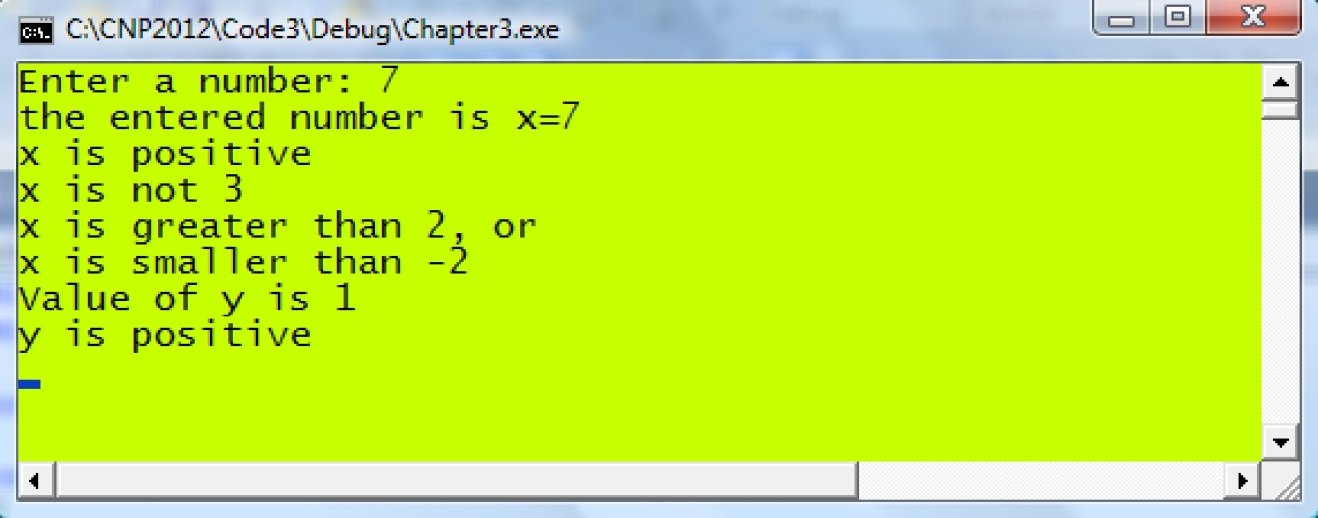 C:\CNP2012\Code3\Debug\Chapter3.exe
Enter a number: 7
the entered number is x=7
x is positive
x is not 3
x is greater than 2, or
x is smaller than -2
Value of y is 1
y is positive